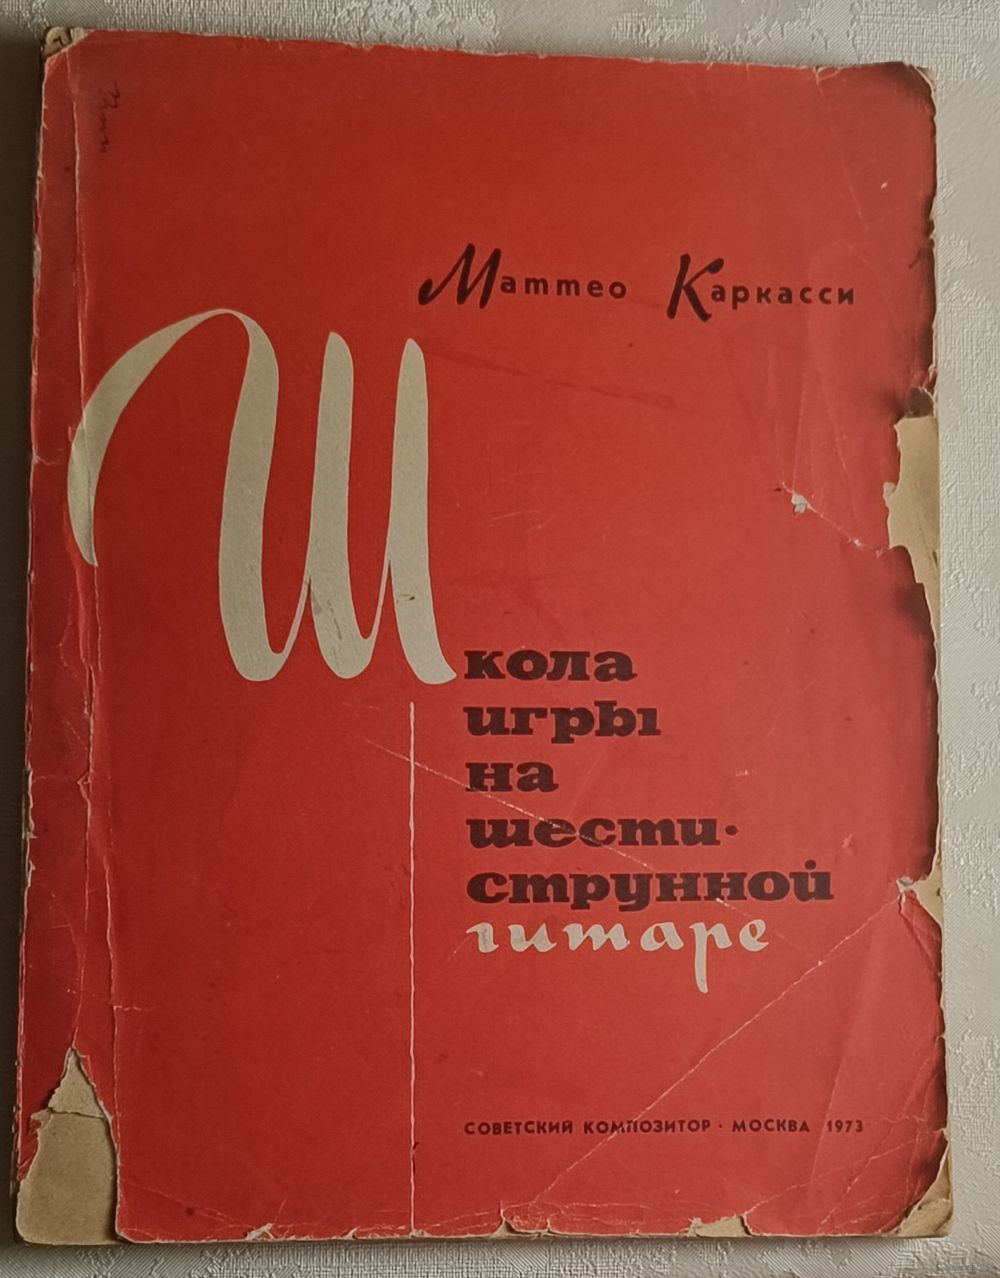 Маттео Каркасси
Школа
игры
на
шести-
струнной
гитаре
СОВЕТСКИЙ КОМПОЗИТОР · МОСКВА 1973